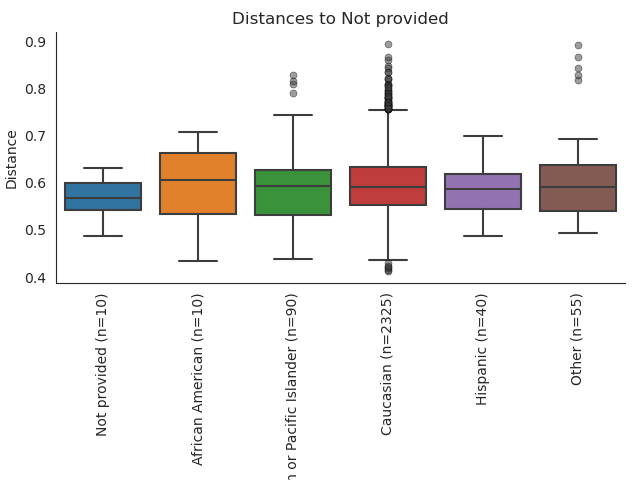 Distances to Not provided
0.9
0.8
0.7
0.6
0.5
0.4
Distance
Not provided (n=10)
African American (n=10)
or Pacific Islander (n=90)
Caucasian (n=2325)
Hispanic (n=40)
Other (n=55)